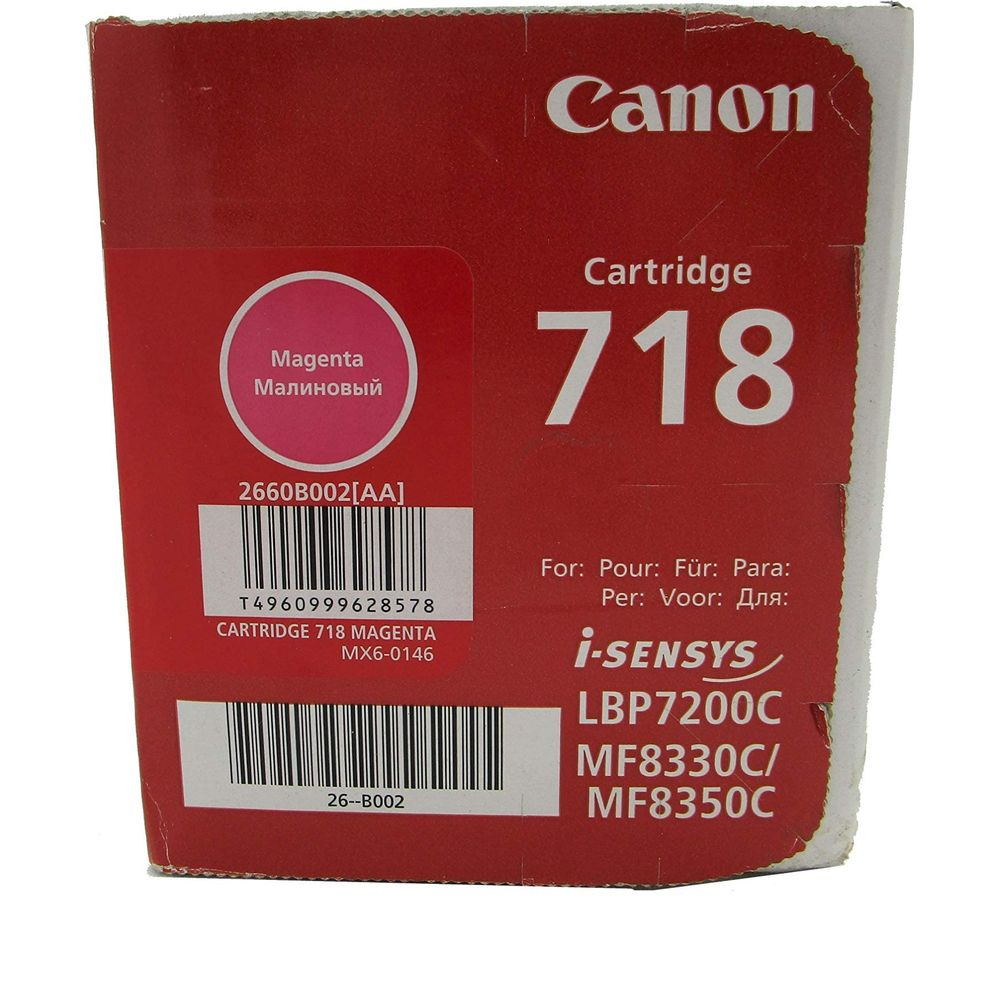 Canon
Cartridge
718
Magenta
Малиновый
2660B002[AA]
T4960999628578
CARTRIDGE 718 MAGENTA
MX6-0146
26--B002
For: Pour: Für: Para:
Per: Voor: Для:
i-SENSYS
LBP7200C
MF8330C/
MF8350C